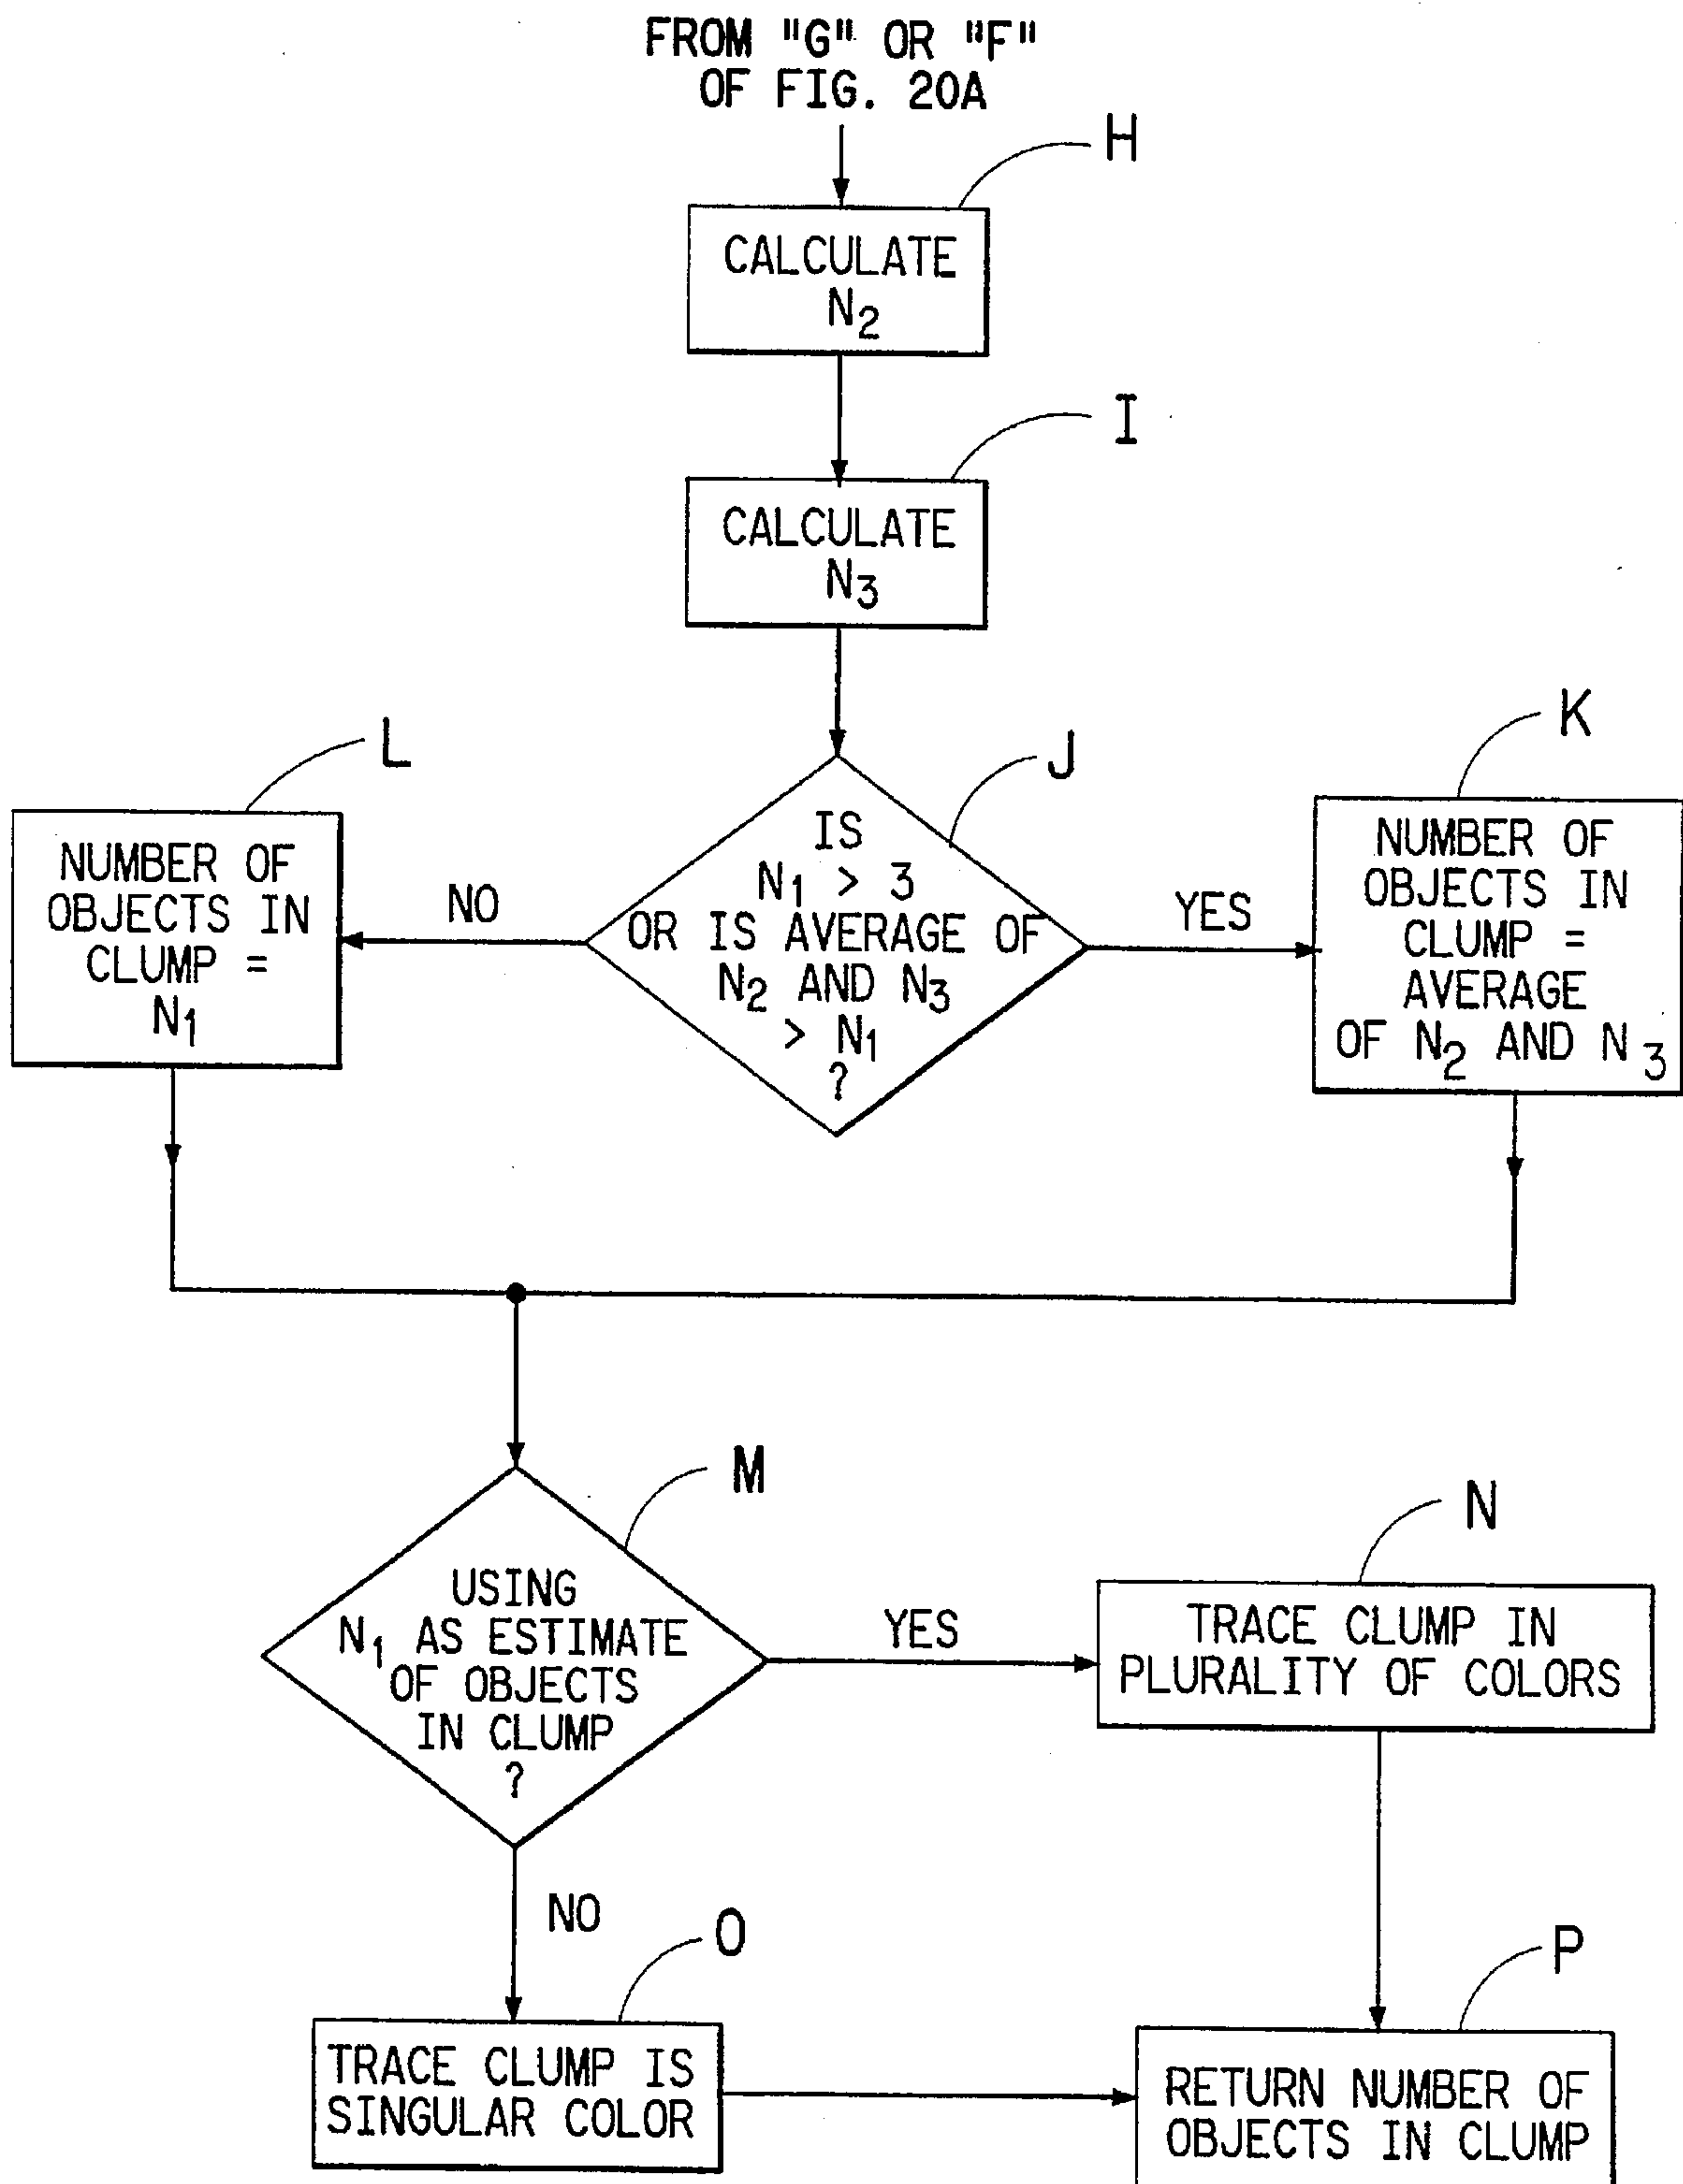 FROM "G" OR "F"
OF FIG. 20A
H
CALCULATE
N2
I
CALCULATE
N3
J
IS
N1 > 3
OR IS AVERAGE OF
N2 AND N3
> N1
?
NO
YES
L
NUMBER OF
OBJECTS IN
CLUMP =
N1
K
NUMBER OF
OBJECTS IN
CLUMP =
AVERAGE
OF N2 AND N3
M
USING
N1 AS ESTIMATE
OF OBJECTS
IN CLUMP
?
YES
N
TRACE CLUMP IN
PLURALITY OF COLORS
NO
O
TRACE CLUMP IS
SINGULAR COLOR
P
RETURN NUMBER OF
OBJECTS IN CLUMP